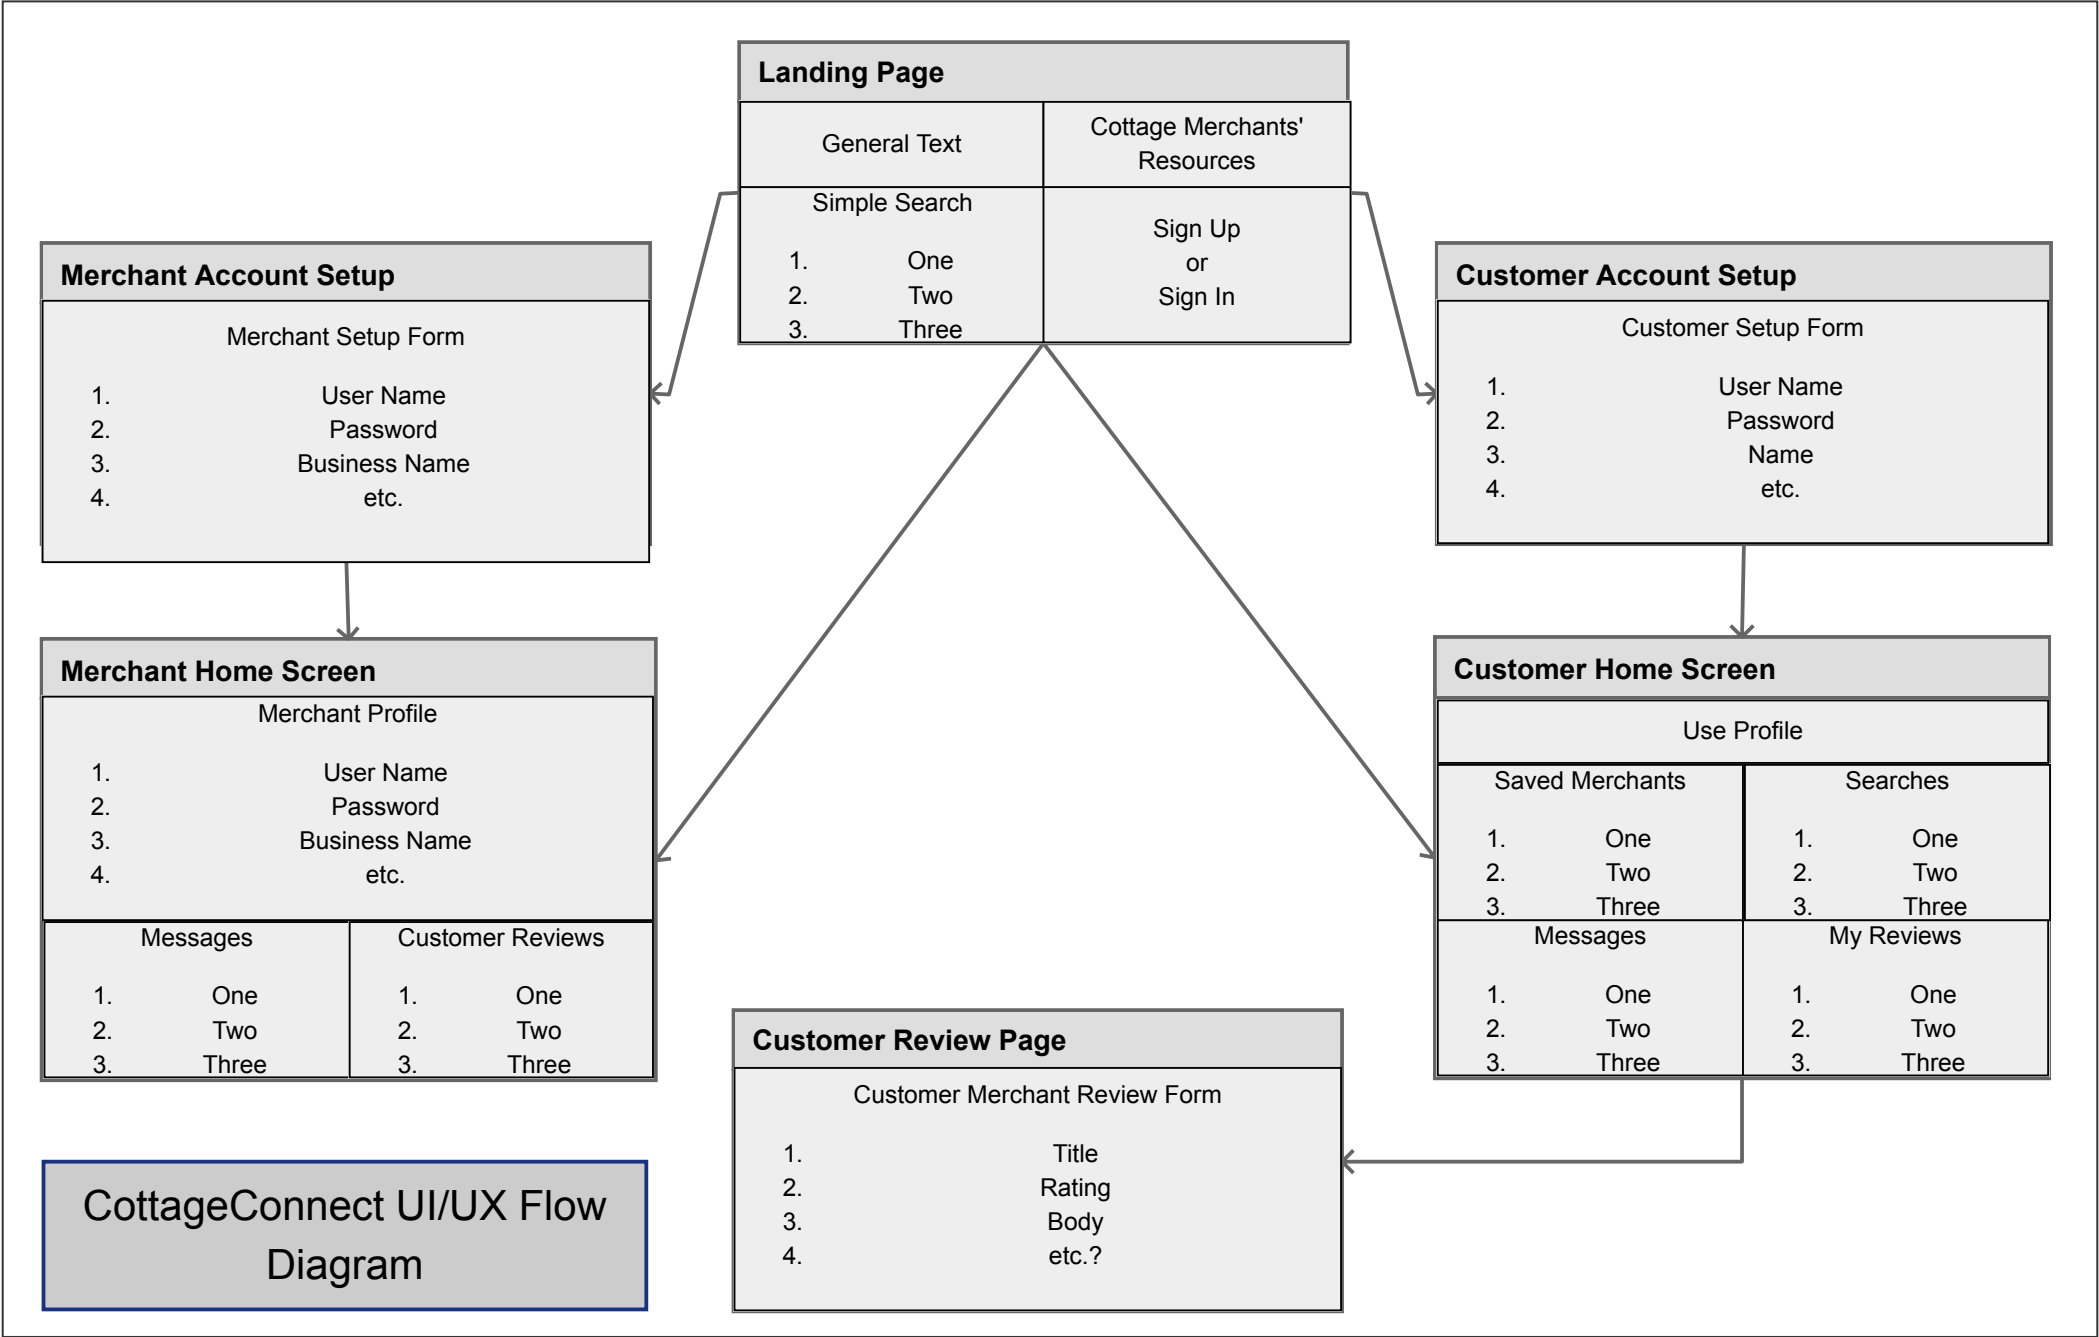 Landing Page
General Text
Cottage Merchants'
Resources
Simple Search
1. One
2. Two
3. Three
Sign Up
or
Sign In
Merchant Account Setup
Merchant Setup Form
1. User Name
2. Password
3. Business Name
4. etc.
Customer Account Setup
Customer Setup Form
1. User Name
2. Password
3. Name
4. etc.
Merchant Home Screen
Merchant Profile
1. User Name
2. Password
3. Business Name
4. etc.
Messages
1. One
2. Two
3. Three
Customer Reviews
1. One
2. Two
3. Three
Customer Home Screen
Use Profile
Saved Merchants
1. One
2. Two
3. Three
Searches
1. One
2. Two
3. Three
Messages
1. One
2. Two
3. Three
My Reviews
1. One
2. Two
3. Three
Customer Review Page
Customer Merchant Review Form
1. Title
2. Rating
3. Body
4. etc.?
CottageConnect UI/UX Flow
Diagram